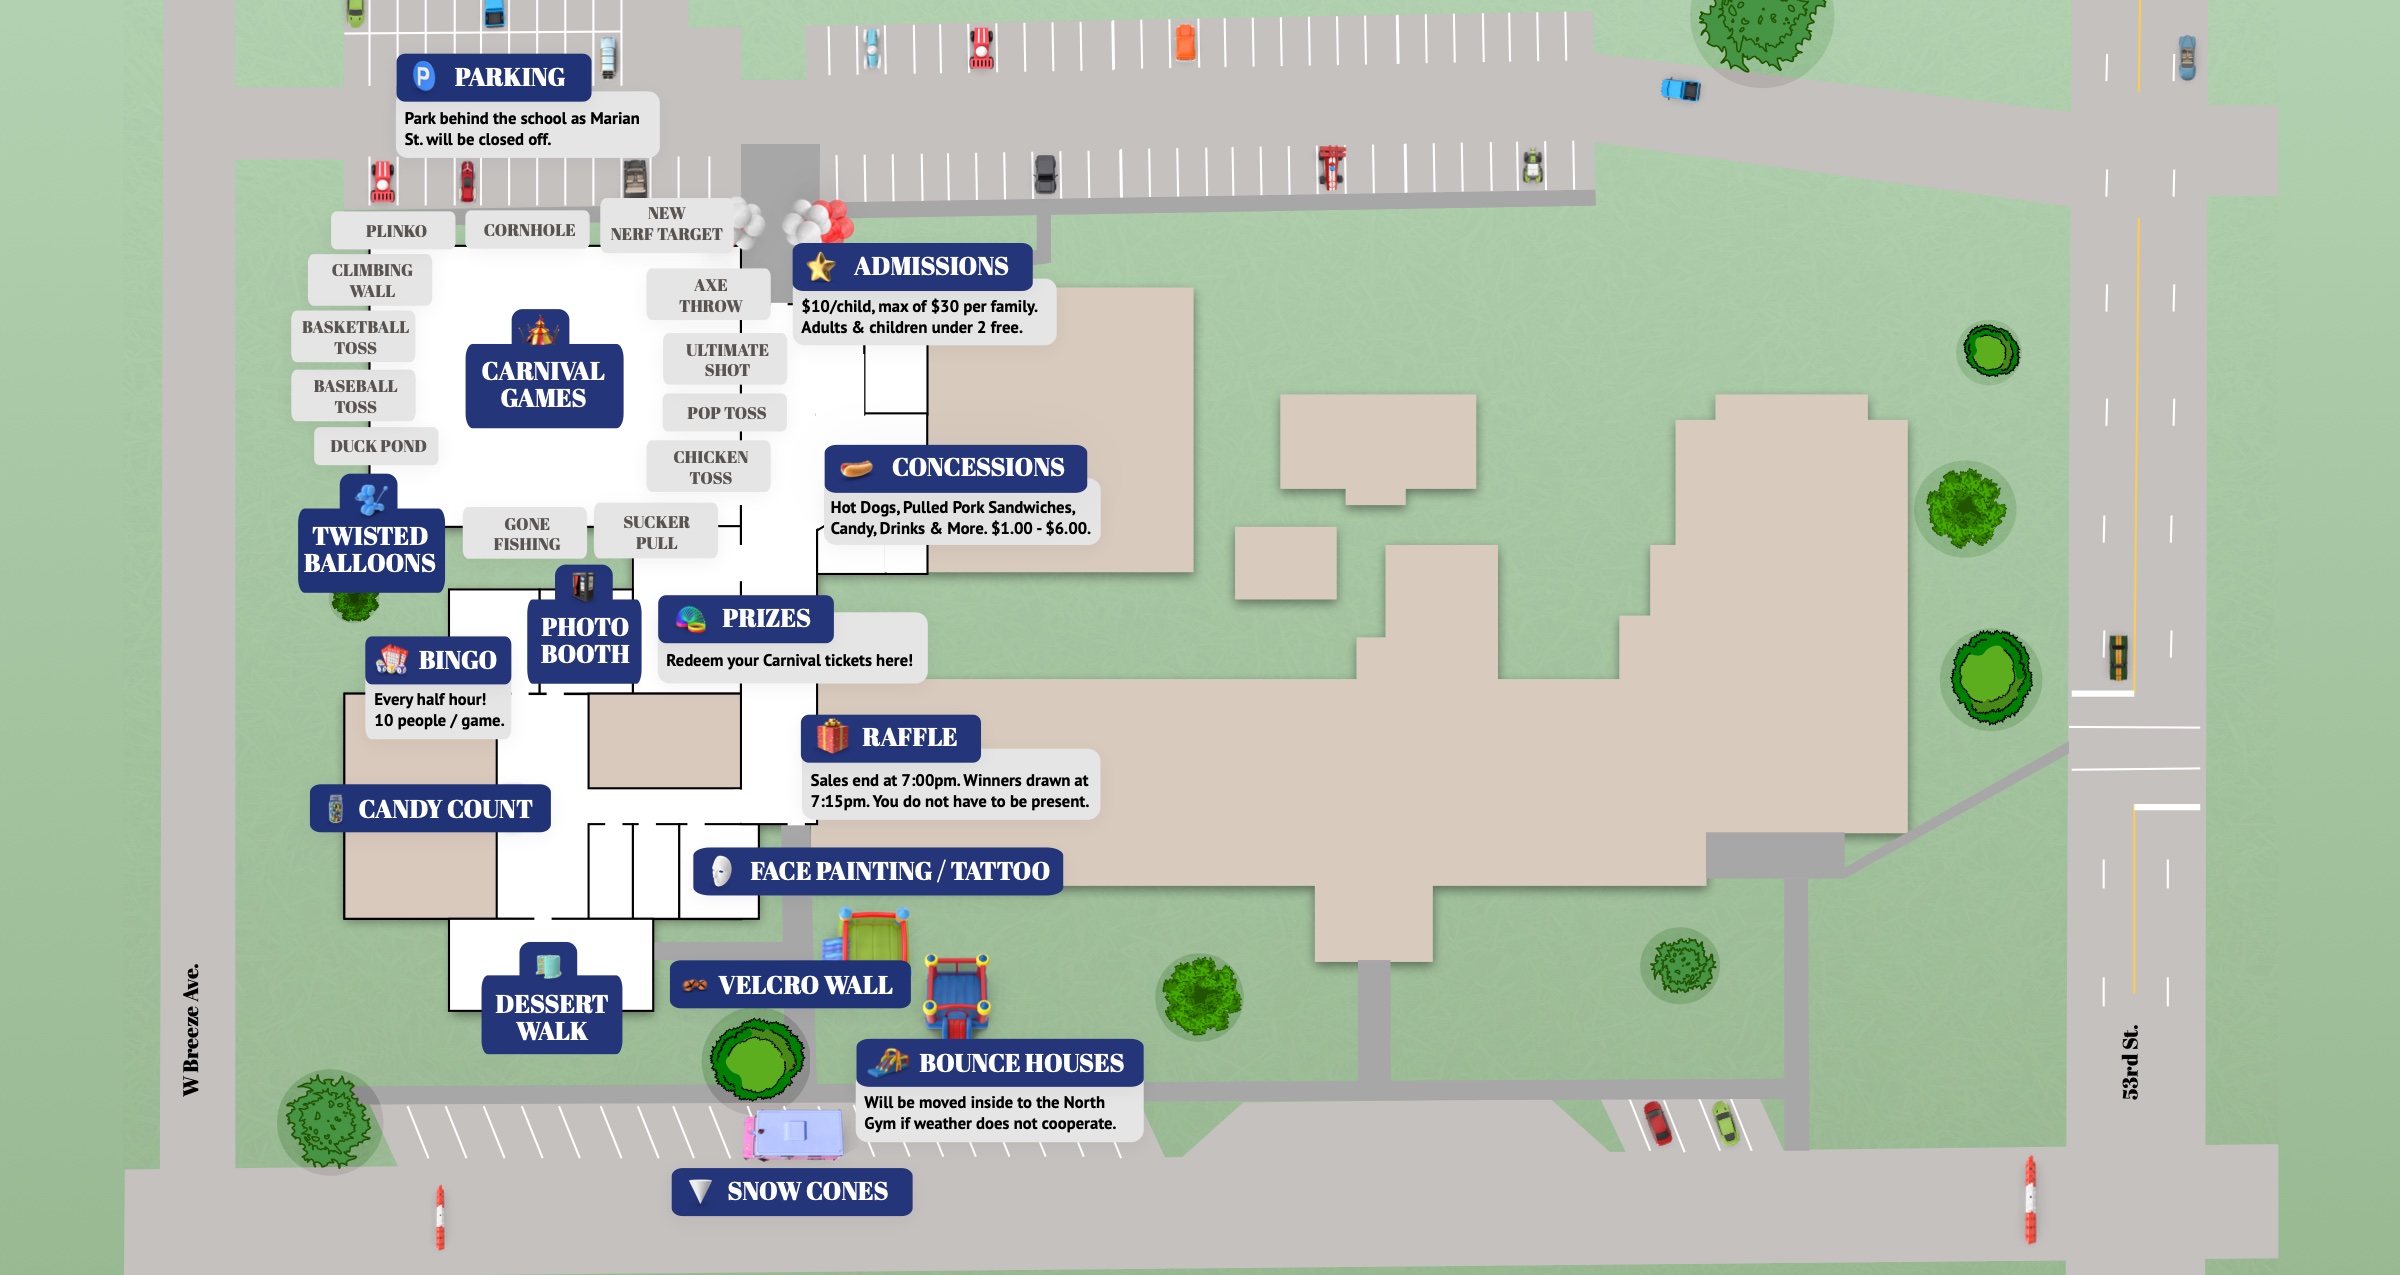 PARKING
Park behind the school as Marian
St. will be closed off.
PLINKO
CORNHOLE
NEW
NERF TARGET
CLIMBING
WALL
BASKETBALL
TOSS
BASEBALL
TOSS
DUCK POND
CARNIVAL
GAMES
AXE
THROW
ULTIMATE
SHOT
POP TOSS
CHICKEN
TOSS
ADMISSIONS
$10/child, max of $30 per family.
Adults & children under 2 free.
CONCESSIONS
Hot Dogs, Pulled Pork Sandwiches,
Candy, Drinks & More. $1.00 - $6.00.
TWISTED
BALLOONS
GONE
FISHING
SUCKER
PULL
PHOTO
BOOTH
PRIZES
Redeem your Carnival tickets here!
BINGO
Every half hour!
10 people / game.
RAFFLE
Sales end at 7:00pm. Winners drawn at
7:15pm. You do not have to be present.
CANDY COUNT
FACE PAINTING / TATTOO
VELCRO WALL
DESSERT
WALK
BOUNCE HOUSES
Will be moved inside to the North
Gym if weather does not cooperate.
SNOW CONES
W Breeze Ave.
53rd St.